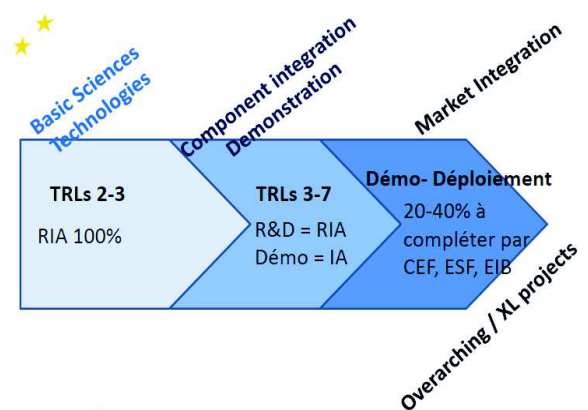 Basic Sciences
Technologies
Component integration
Demonstration
Market Integration
TRLs 2-3
RIA 100%
TRLs 3-7
R&D = RIA
Démo = IA
Démo- Déploiement
20-40% à
compléter par
CEF, ESF, EIB
Overarching / XL projects